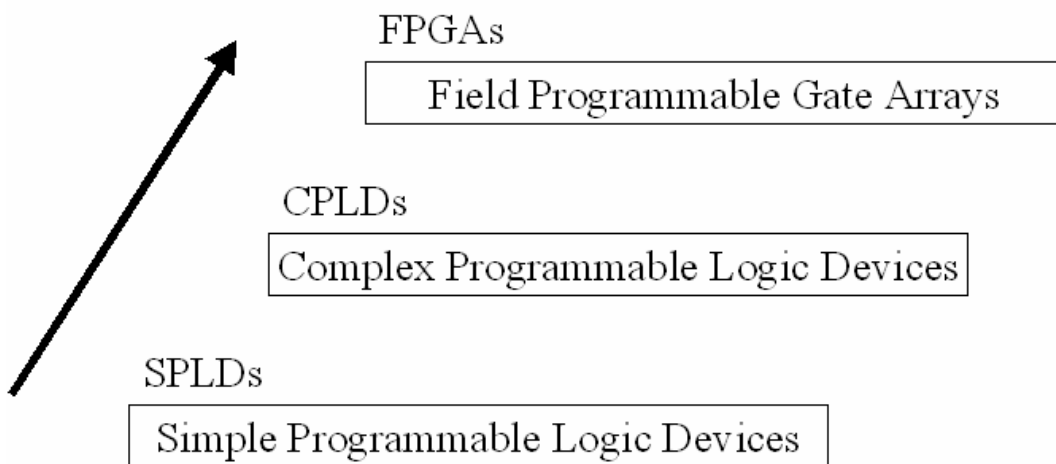 FPGAs
Field Programmable Gate Arrays
CPLDs
Complex Programmable Logic Devices
SPLDs
Simple Programmable Logic Devices